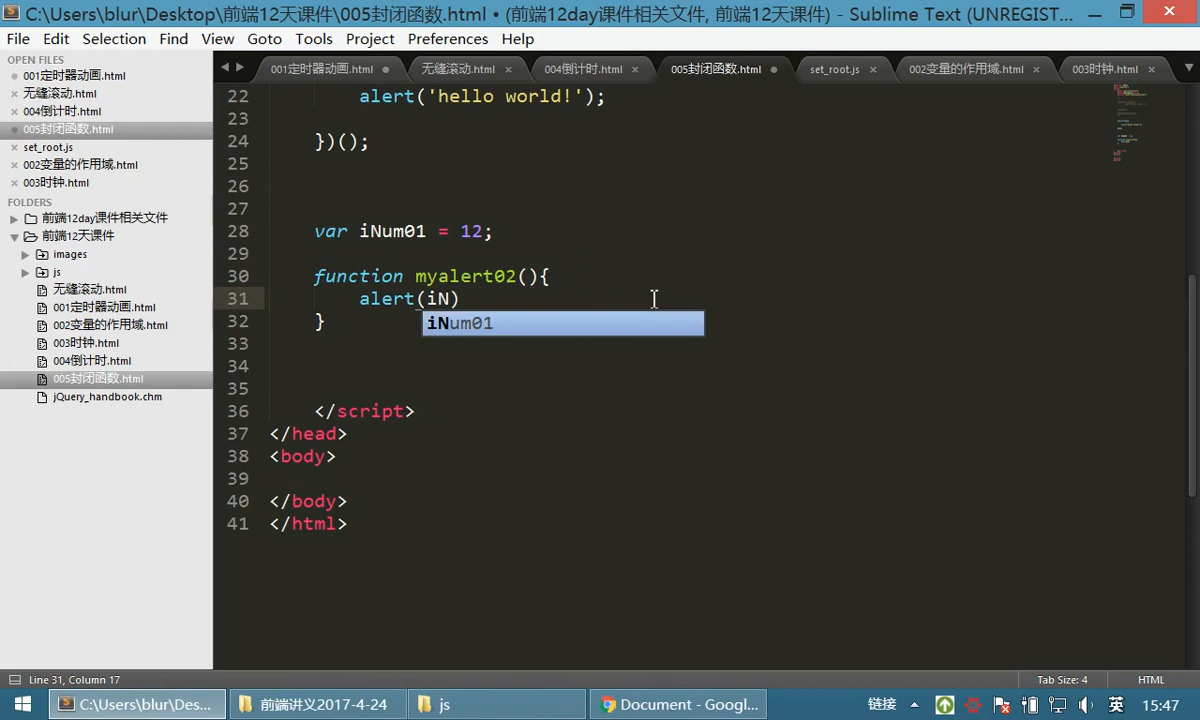 C:\Users\blur\Desktop\前端12天课件\005封闭函数.html • (前端12day课件相关文件, 前端12天课件) - Sublime Text (UNREGIST...
File Edit Selection Find View Goto Tools Project Preferences Help
OPEN FILES
001定时器动画.html
无缝滚动.html
004倒计时.html
005封闭函数.html
set_root.js
002变量的作用域.html
003时钟.html
FOLDERS
前端12day课件相关文件
前端12天课件
images
js
无缝滚动.html
001定时器动画.html
002变量的作用域.html
003时钟.html
004倒计时.html
005封闭函数.html
jQuery_handbook.chm
001定时器动画.html 无缝滚动.html 004倒计时.html 005封闭函数.html set_root.js 002变量的作用域.html 003时钟.html
22 alert('hello world!');
23
24 })();
25
26
27
28 var iNum01 = 12;
29
30 function myalert02(){
31 alert(iN)
iNum01
32 }
33
34
35
36 </script>
37 </head>
38 <body>
39
40 </body>
41 </html>
Line 31, Column 17 Tab Size: 4 HTML
C:\Users\blur\Des... 前端讲义2017-4-24 js Document - Googl... 链接 英 15:47